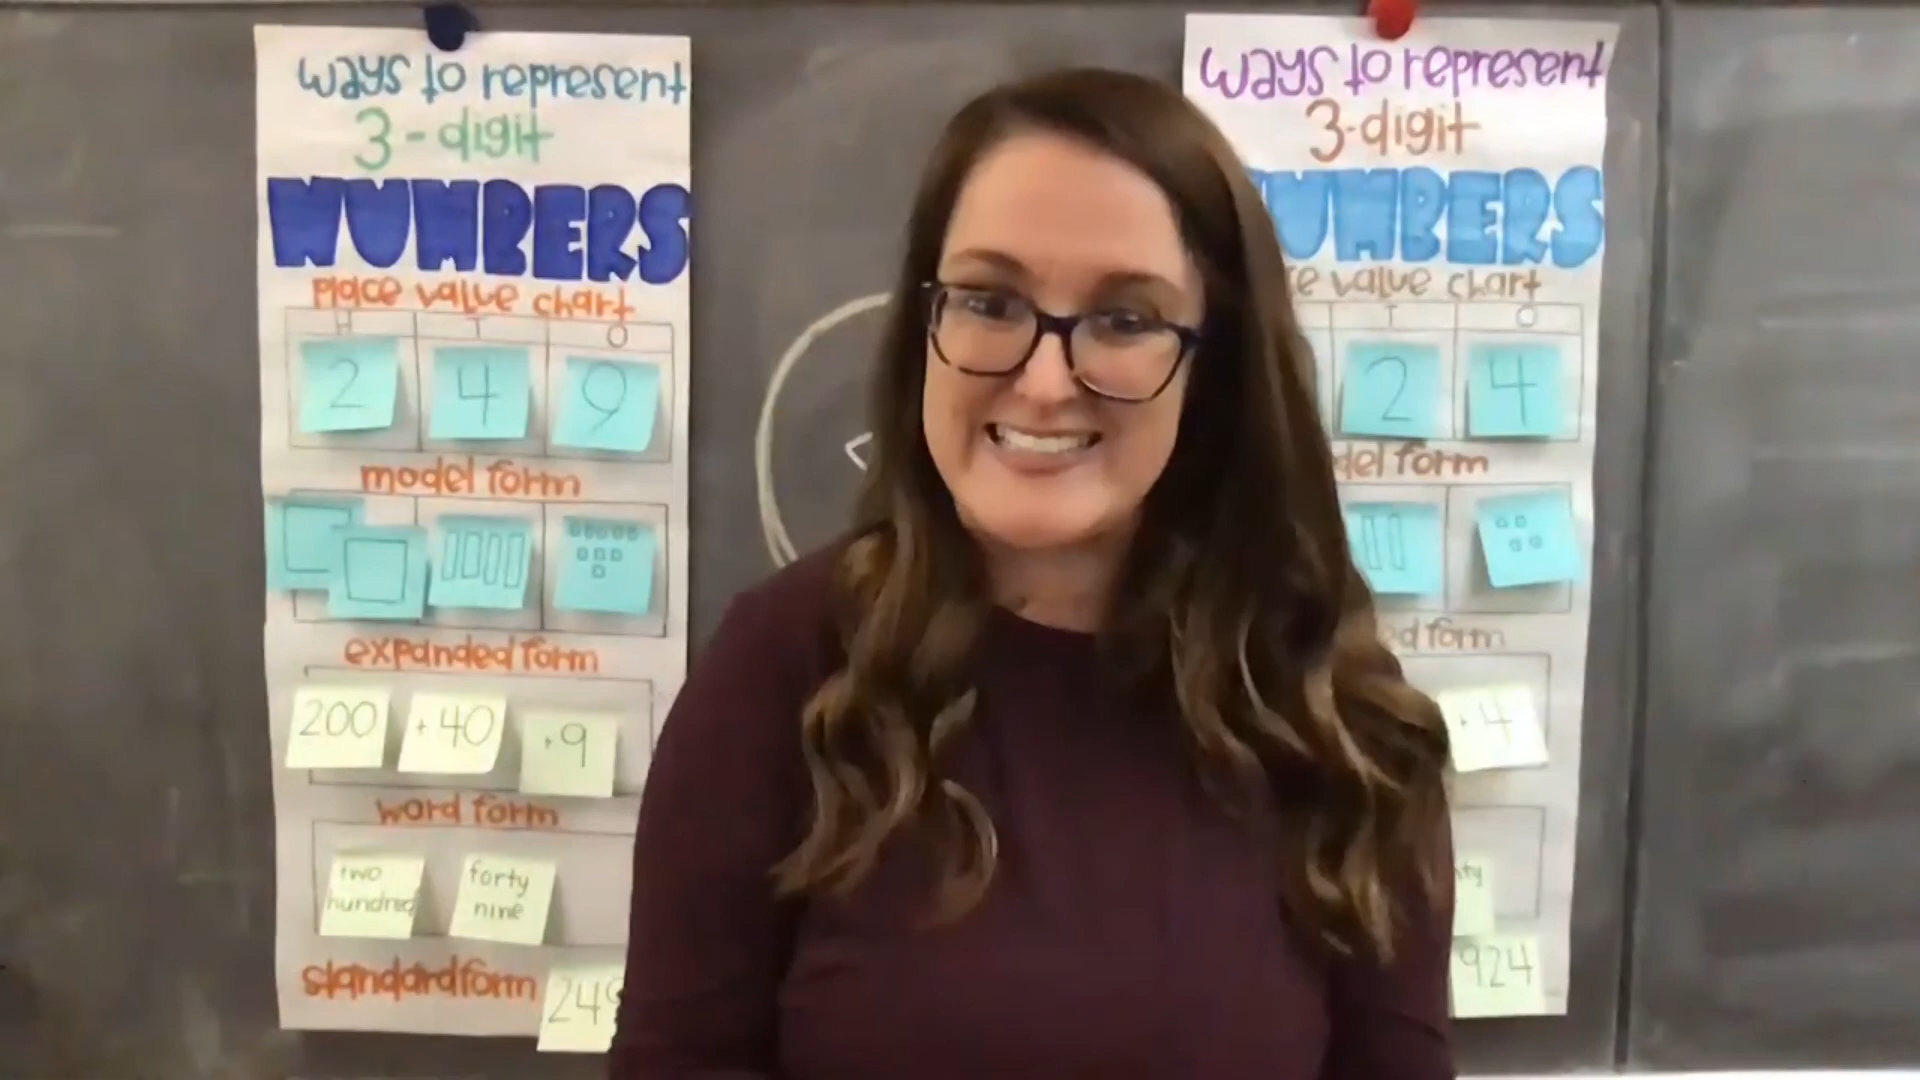 ways to represent
3-digit
NUMBERS
place value chart
H T O
2 4 9
model form
expanded form
200 + 40 + 9
word form
two forty
hundred nine
standard form 249
ways to represent
3-digit
UMBERS
value chart
T O
2 4
form
form
+4
924